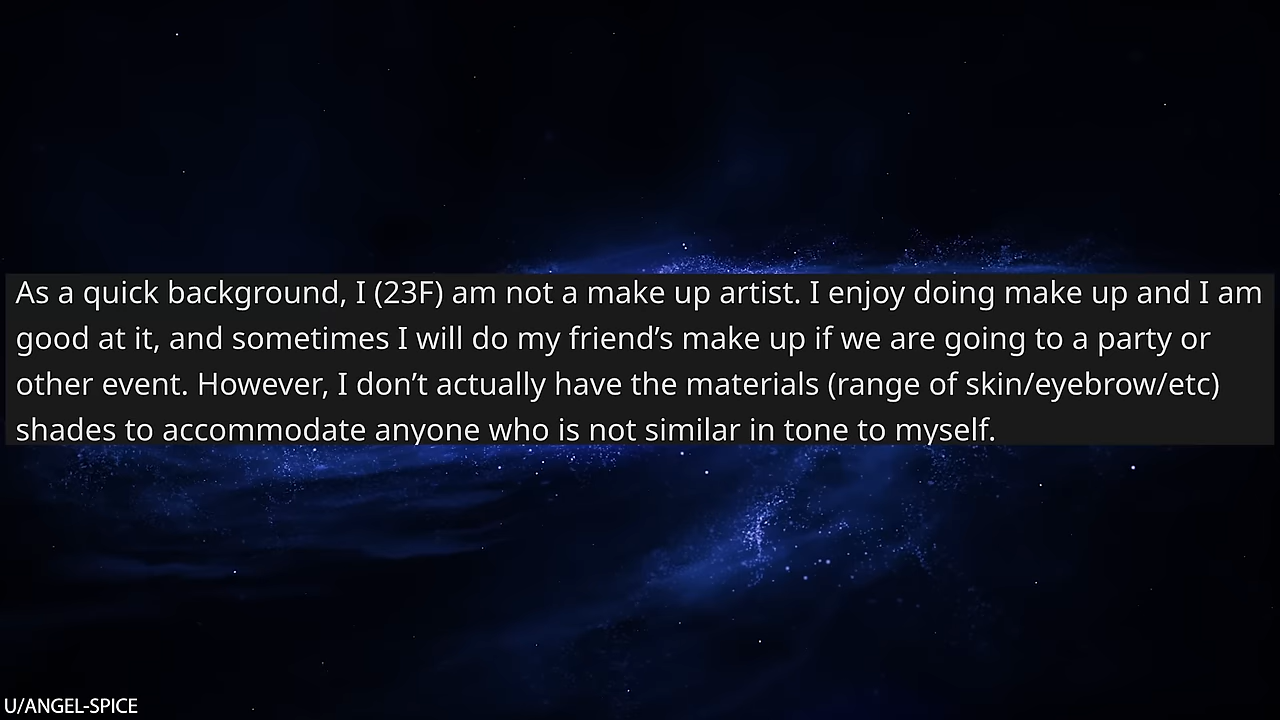 As a quick background, I (23F) am not a make up artist. I enjoy doing make up and I am
good at it, and sometimes I will do my friend’s make up if we are going to a party or
other event. However, I don’t actually have the materials (range of skin/eyebrow/etc)
shades to accommodate anyone who is not similar in tone to myself.
U/ANGEL-SPICE